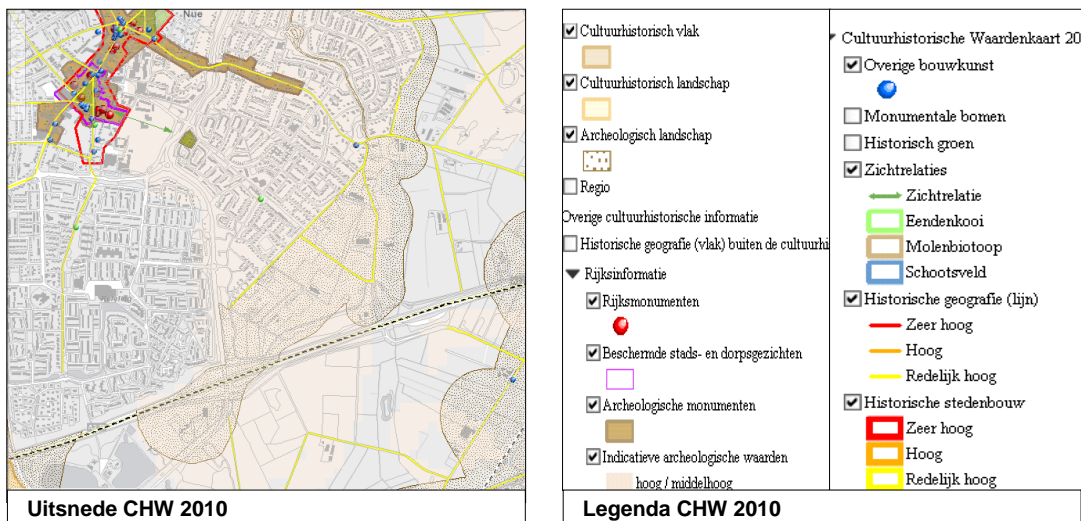 Nue
Uitsnede CHW 2010
Cultuurhistorisch vlak
Cultuurhistorisch landschap
Archeologisch landschap
Regio
Overige cultuurhistorische informatie
Historische geografie (vlak) buiten de cultuurhi
Rijksinformatie
Rijksmonumenten
Beschermde stads- en dorpsgezichten
Archeologische monumenten
Indicatieve archeologische waarden
hoog / middelhoog
Cultuurhistorische Waardenkaart 20
Overige bouwkunst
Monumentale bomen
Historisch groen
Zichtrelaties
Zichtrelatie
Eendenkooi
Molenbiotoop
Schootsveld
Historische geografie (lijn)
Zeer hoog
Hoog
Redelijk hoog
Historische stedenbouw
Zeer hoog
Hoog
Redelijk hoog
Legenda CHW 2010